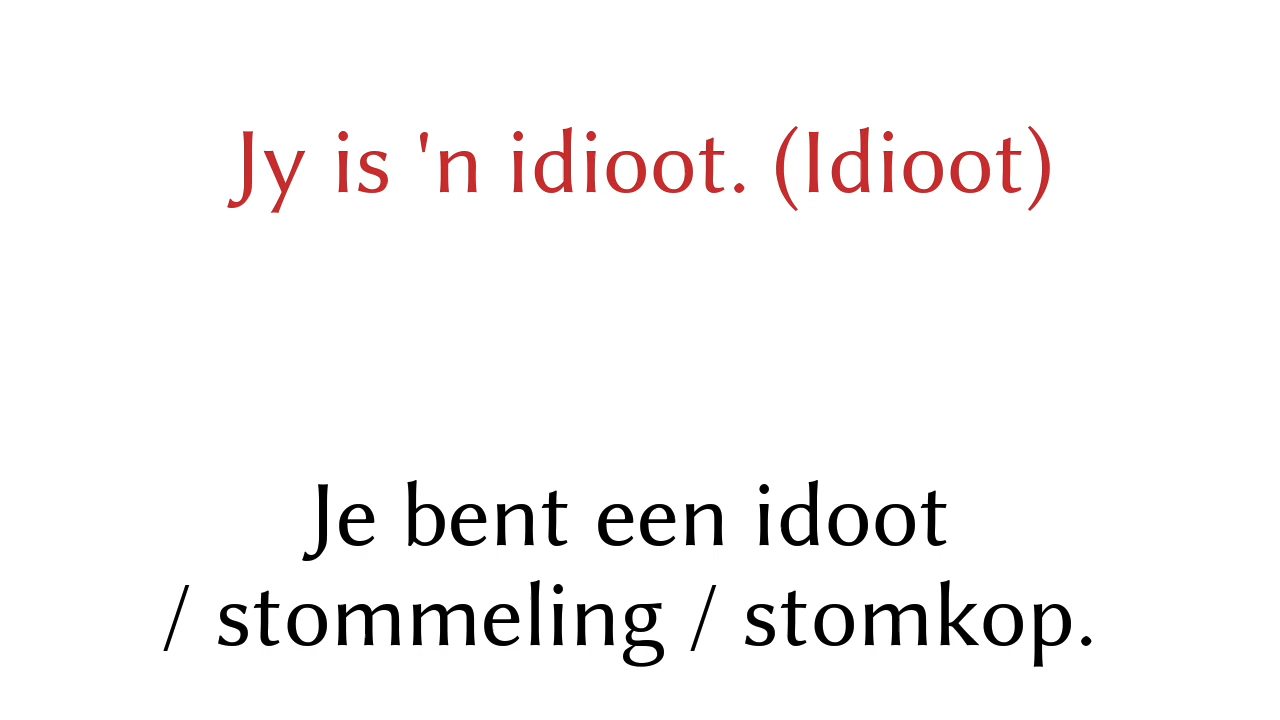 Jy is 'n idioot. (Idioot)
Je bent een idoot
/ stommeling / stomkop.